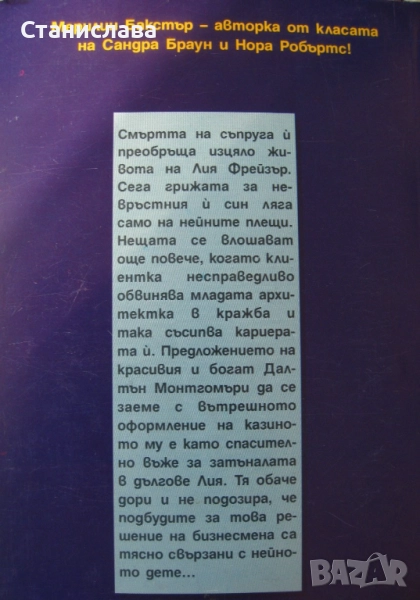 Станислава
Мерилин Бакстър – авторка от класата
на Сандра Браун и Нора Робъртс!
Смъртта на съпруга ѝ
преобръща изцяло жи-
вота на Лия Фрейзър.
Сега грижата за не-
връстния ѝ син ляга
само на нейните плещи.
Нещата се влошават
още повече, когато кли-
ентка несправедливо
обвинява младата архи-
тектка в кражба и
така съсипва кариера-
та ѝ. Предложението на
красивия и богат Дал-
тън Монтгомъри да се
заеме с вътрешното
оформление на казино-
то му е като спасител-
но въже за затъналата
в дългове Лия. Тя обаче
дори и не подозира, че
подбудите за това ре-
шение на бизнесмена са
тясно свързани с нейно-
то дете...
BAZAR
bg